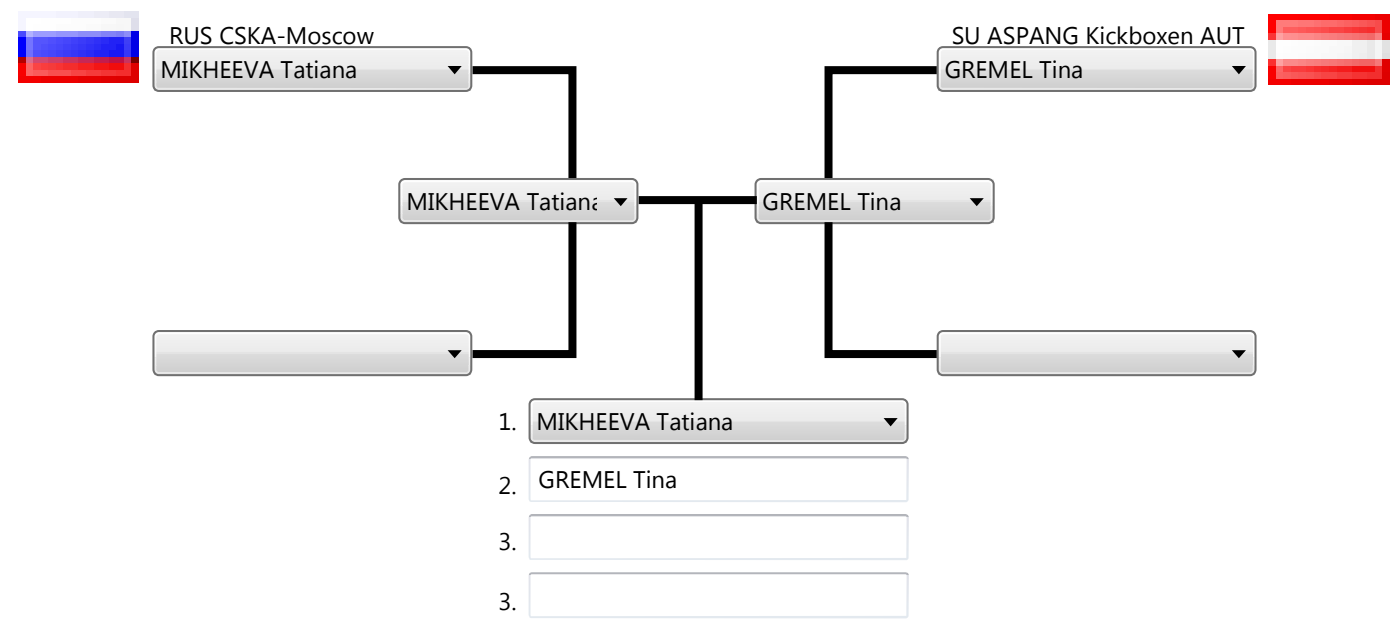 RUS CSKA-Moscow
SU ASPANG Kickboxen AUT
MIKHEEVA Tatiana
GREMEL Tina
MIKHEEVA Tatiana
GREMEL Tina
1. MIKHEEVA Tatiana
2. GREMEL Tina
3.
3.